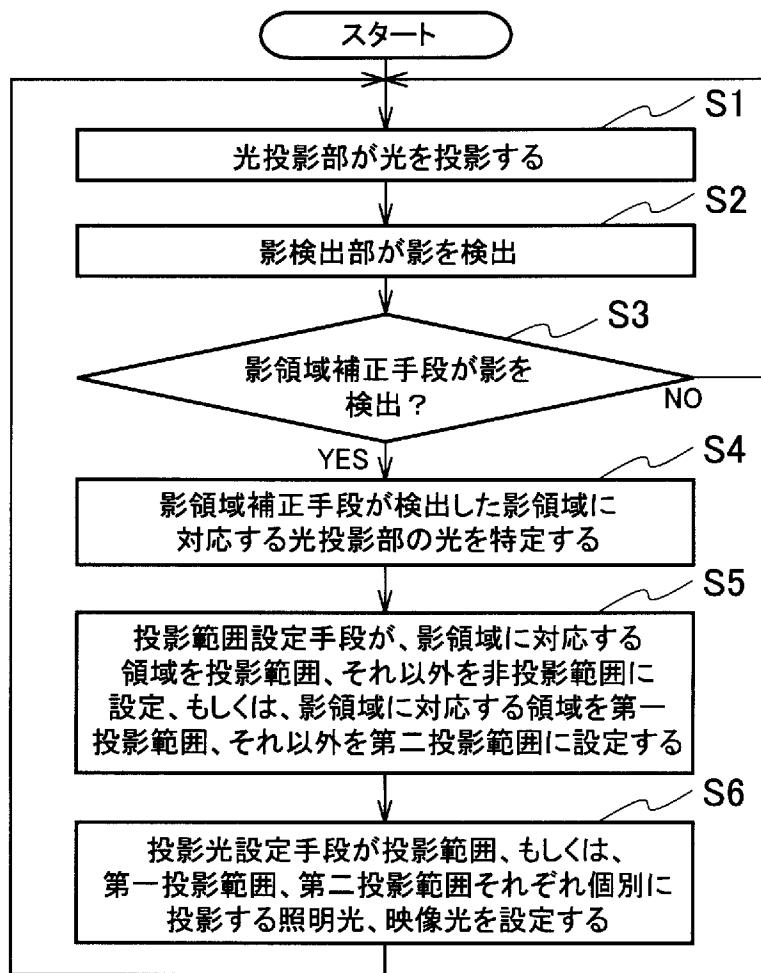 スタート
S1
光投影部が光を投影する
S2
影検出部が影を検出
S3
影領域補正手段が影を
検出?
NO
YES
S4
影領域補正手段が検出した影領域に
対応する光投影部の光を特定する
S5
投影範囲設定手段が、影領域に対応する
領域を投影範囲、それ以外を非投影範囲に
設定、もしくは、影領域に対応する領域を第一
投影範囲、それ以外を第二投影範囲に設定する
S6
投影光設定手段が投影範囲、もしくは、
第一投影範囲、第二投影範囲それぞれ個別に
投影する照明光、映像光を設定する